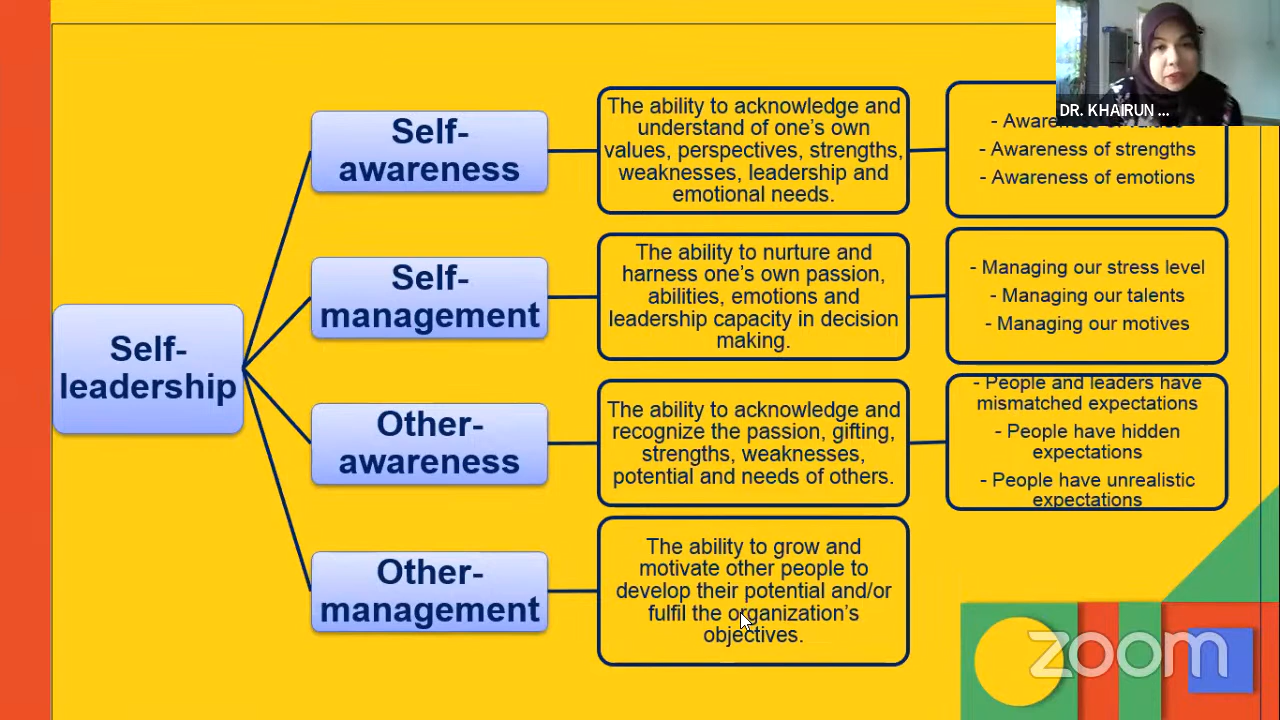 Self-
leadership
Self-
awareness
The ability to acknowledge and
understand of one's own
values, perspectives, strengths,
weaknesses, leadership and
emotional needs.
- Awareness of values
- Awareness of strengths
- Awareness of emotions
Self-
management
The ability to nurture and
harness one's own passion,
abilities, emotions and
leadership capacity in decision
making.
- Managing our stress level
- Managing our talents
- Managing our motives
Other-
awareness
The ability to acknowledge and
recognize the passion, gifting,
strengths, weaknesses,
potential and needs of others.
- People and leaders have
mismatched expectations
- People have hidden
expectations
- People have unrealistic
expectations
Other-
management
The ability to grow and
motivate other people to
develop their potential and/or
fulfil the organization's
objectives.
DR. KHAIRUN ...
zoom